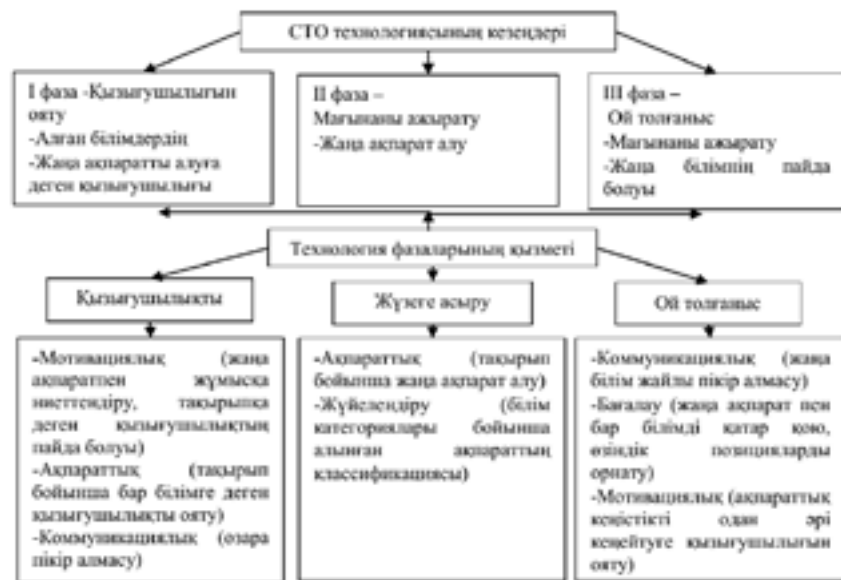 СТО технологиясының кезеңдері
I фаза -Қызығушылығын
ояту
-Алған білімдердің
-Жаңа ақпаратты алуға
деген қызығушылығы
II фаза –
Мағынаны ажырату
-Жаңа ақпарат алу
III фаза –
Ой толғаныс
-Мағынаны ажырату
-Жаңа білімнің пайда
болуы
Технология фазаларының қызметі
Қызығушылықты
Жүзеге асыру
Ой толғаныс
-Мотивациялық (жаңа
ақпаратпен жұмысқа
ниеттендіру, тақырыпқа
деген қызығушылықтың
пайда болуы)
-Ақпараттық (тақырып
бойынша бар білімге деген
қызығушылықты ояту)
-Коммуникациялық (өзара
пікір алмасу)
-Ақпараттық (тақырып
бойынша жаңа ақпарат алу)
-Жүйелендіру (білім
категориялары бойынша
алынған ақпараттың
классификациясы)
-Коммуникациялық (жаңа
білім жайлы пікір алмасу)
-Бағалау (жаңа ақпарат пен
бар білімді қатар қою,
өзіндік позицияларды
орнату)
-Мотивациялық (ақпараттық
кеңістікті одан әрі
кеңейтуге қызығушылығын
ояту)